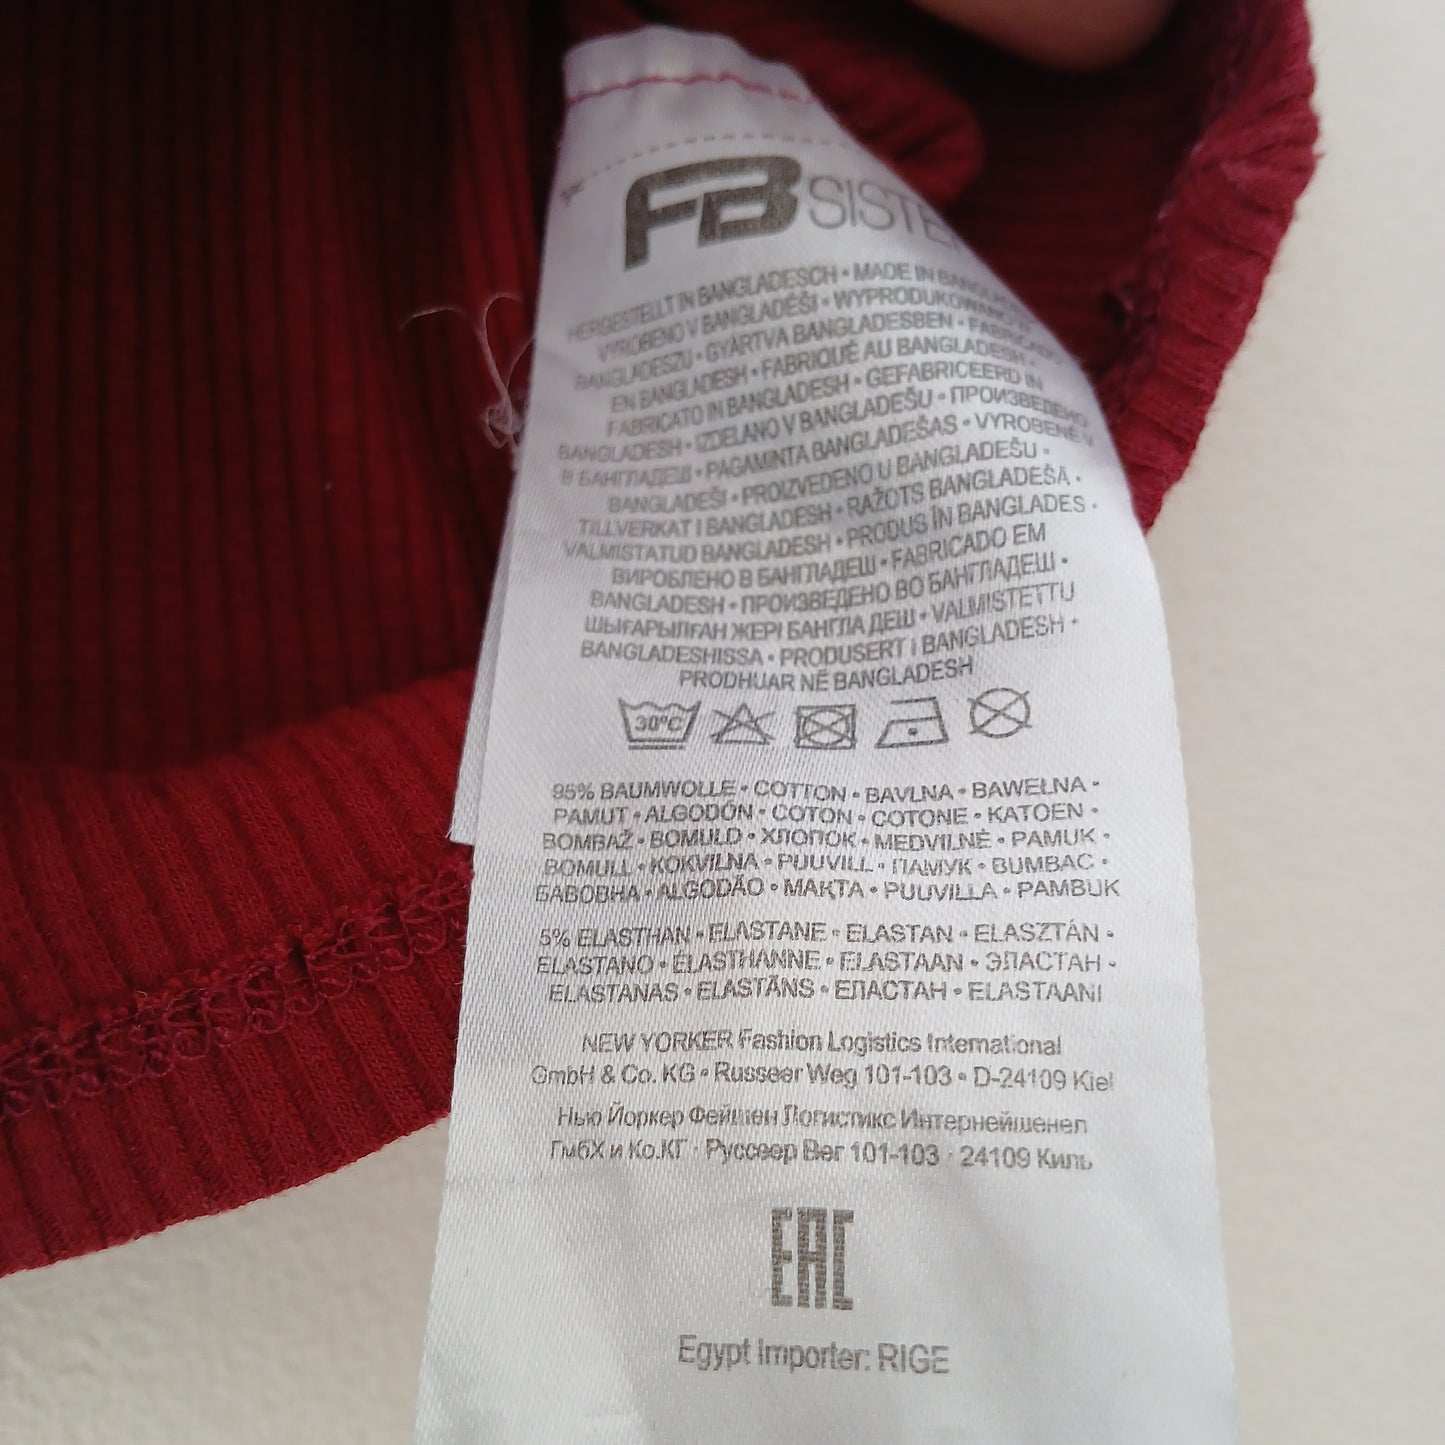 FB SISTE
HERGESTELLT IN BANGLADESCH • MADE IN
VYROBENO V BANGLADÉŠI • WYPRODUKOWANO
BANGLADESZU • GYÁRTVA BANGLADESBEN • FABRICADO
EN BANGLADESH • FABRIQUÉ AU BANGLADESH •
FABRICATO IN BANGLADESH • GEFABRICEERD IN
BANGLADESH • IZDELANO V BANGLADEŠU • ПРОИЗВЕДЕНО
В БАНГЛАДЕШ • PAGAMINTA BANGLADEŠAS • VYROBENÉ V
BANGLADEŠI • PROIZVEDENO U BANGLADEŠU •
TILLVERKAT I BANGLADESH • RAŽOTS BANGLADEŠĀ •
VALMISTATUD BANGLADESH • PRODUS ÎN BANGLADES •
ВИРОБЛЕНО В БАНГЛАДЕШ • FABRICADO EM
BANGLADESH • ПРОИЗВЕДЕНО ВО БАНГЛАДЕШ •
ШЫҒАРЫЛҒАН ЖЕРІ БАНГЛА ДЕШ • VALMISTETTU
BANGLADESHISSA • PRODUSERT I BANGLADESH •
PRODHUAR NË BANGLADESH
30°C
95% BAUMWOLLE • COTTON • BAVLNA • BAWEŁNA •
PAMUT • ALGODÓN • COTON • COTONE • KATOEN •
BOMBAŽ • BOMULD • ХЛОПОК • MEDVILNĖ • PAMUK •
BOMULL • KOKVILNA • PUUVILL • ПАМУК • BUMBAC •
БАВОВНА • ALGODÃO • МАҚТА • PUUVILLA • PAMBUK
5% ELASTHAN • ELASTANE • ELASTAN • ELASZTÁN •
ELASTANO • ÉLASTHANNE • ELASTAAN • ЭЛАСТАН •
ELASTANAS • ELASTĀNS • ЕЛАСТАН • ELASTAANI
NEW YORKER Fashion Logistics International
GmbH & Co. KG • Russeer Weg 101-103 • D-24109 Kiel
Нью Йоркер Фейшен Логистикс Интернейшенел
ГмбХ и Ко.КГ · Руссеер Вег 101-103 · 24109 Киль
EAC
Egypt Importer: RIGE